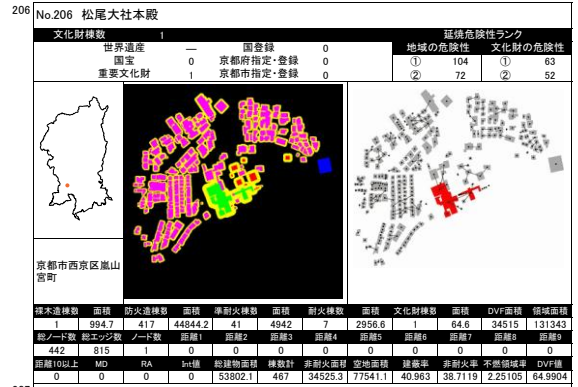 206
No.206 松尾大社本殿
文化財棟数 1 延焼危険性ランク
世界遺産 ― 国登録 0 地域の危険性 文化財の危険性
国宝 0 京都府指定・登録 0 ① 104 ① 63
重要文化財 1 京都市指定・登録 0 ② 72 ② 52
京都市西京区嵐山
宮町
裸木造棟数 面積 防火造棟数 面積 準耐火棟数 面積 耐火棟数 面積 文化財棟数 面積 DVF面積 領域面積
1 994.7 417 44844.2 41 4942 7 2956.6 1 64.6 34515 131343
総ノード数 総エッジ数 ノード数 距離1 距離2 距離3 距離4 距離5 距離6 距離7 距離8 距離9
442 815 1 0 0 0 0 0 0 0 0 0
距離10以上 MD RA Int値 総建物面積 棟数計 非耐火面積 空地面積 建蔽率 非耐火率 不燃領域率 DVF値
0 0 0 0 53802.1 467 34525.3 77541.1 40.963 38.7119 2.25105 64.9904